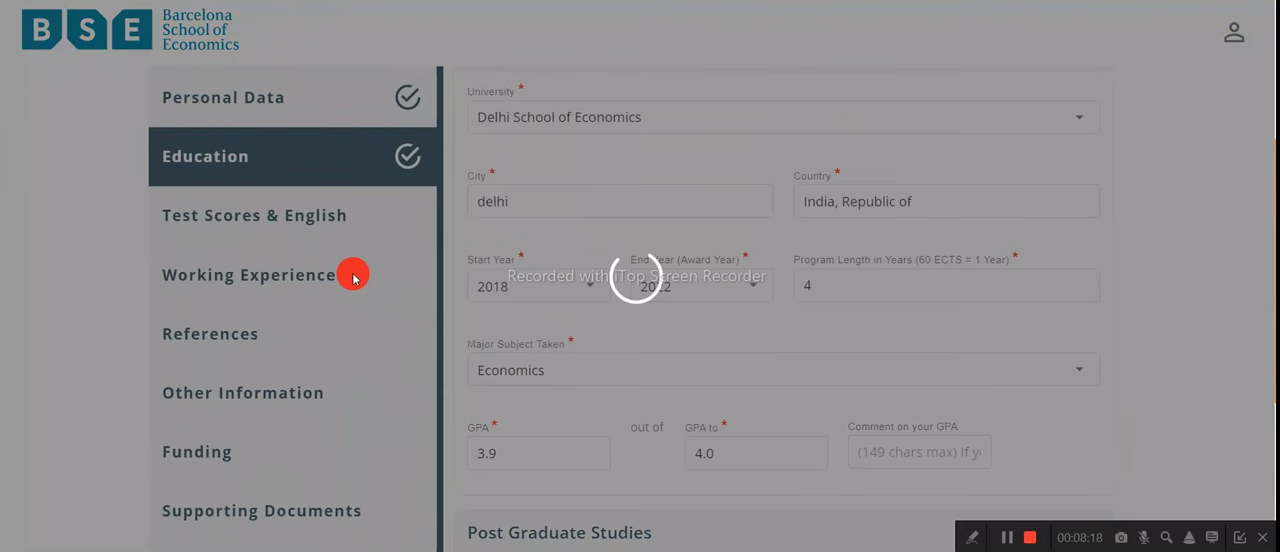 BSE
Barcelona
School of
Economics
Personal Data
Education
Test Scores & English
Working Experience
References
Other Information
Funding
Supporting Documents
University *
Delhi School of Economics
City *
Country *
delhi
India, Republic of
Start Year *
End Year (Award Year) *
Program Length in Years (60 ECTS = 1 Year) *
2018
2022
4
Recorded with iTop Screen Recorder
Major Subject Taken *
Economics
GPA *
out of
GPA to *
Comment on your GPA
3.9
4.0
(149 chars max) If y
Post Graduate Studies
00:08:18